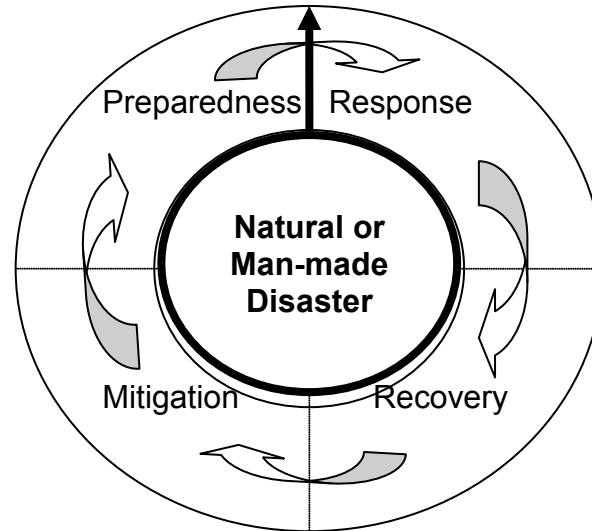 Preparedness
Response
Natural or
Man-made
Disaster
Mitigation
Recovery